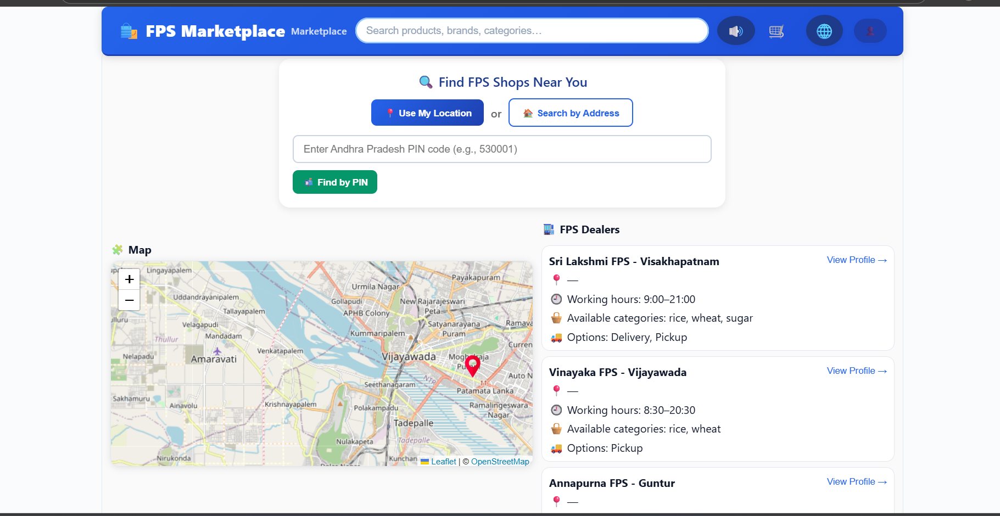 FPS Marketplace Marketplace Search products, brands, categories…
Find FPS Shops Near You
Use My Location or Search by Address
Enter Andhra Pradesh PIN code (e.g., 530001)
Find by PIN
Map
+
−
Lingayapalem
Payakapuram
Urmila Nagar
Uddandrayanipalem
Gollapudi
New Rajarajeswari
Peta
Tallayapalem
APHB Colony
Satyanarayana
Puram
Ramava
Velagapudi
Mandadam
Kummaripalem
Thullur
Curren
Venkatapalem
Nelapadu
Amaravati
Vijayawada
Auto N
NTR
11
Seethanagaram
Patamata Lanka
Sakhamuru
Ainavolu
Krishnayapalem
Polakampadu
Ramalingeswara
Nagar
Tadepalle
Nulakapeta
Tadepalle
Nirukonda
Kunchan
Leaflet | © OpenStreetMap
FPS Dealers
Sri Lakshmi FPS - Visakhapatnam View Profile →
—
Working hours: 9:00–21:00
Available categories: rice, wheat, sugar
Options: Delivery, Pickup
Vinayaka FPS - Vijayawada View Profile →
—
Working hours: 8:30–20:30
Available categories: rice, wheat
Options: Pickup
Annapurna FPS - Guntur View Profile →
—